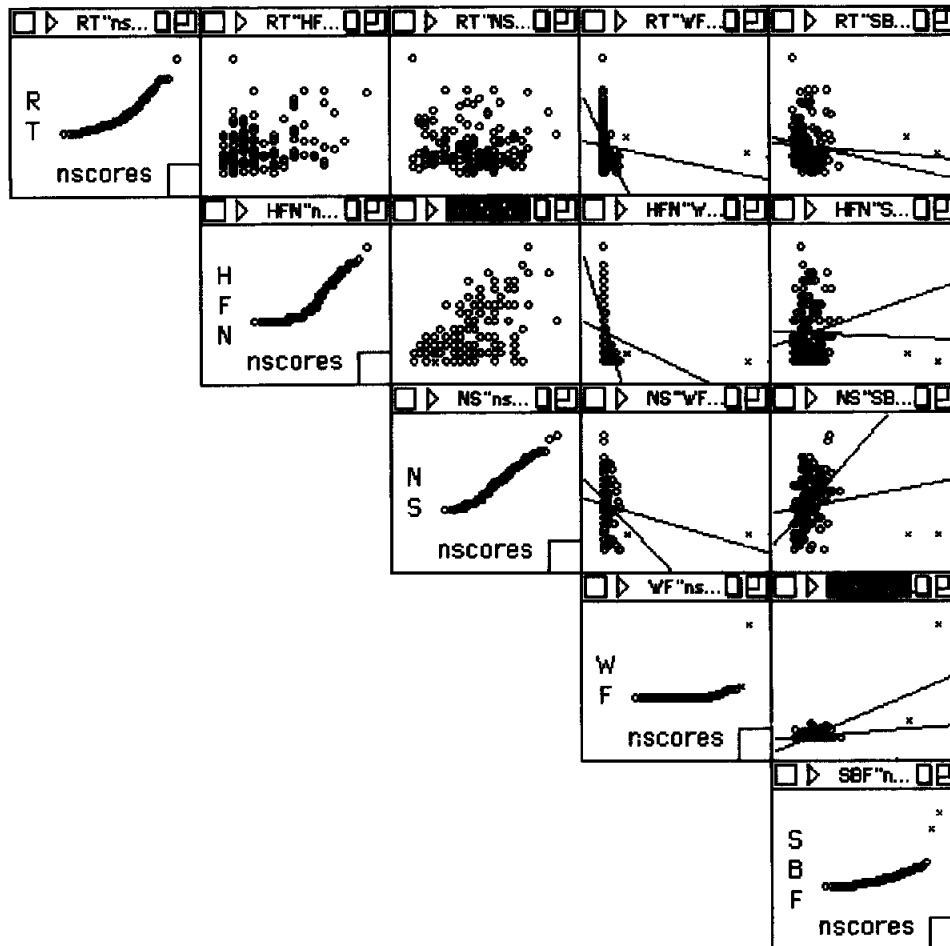 RT"ns...
RT"HF...
RT"NS...
RT"WF...
RT"SB...
R
T
nscores
HFN"n...
HFN"W...
HFN"S...
H
F
N
nscores
NS"ns...
NS"WF...
NS"SB...
N
S
nscores
WF"ns...
W
F
nscores
SBF"n...
S
B
F
nscores